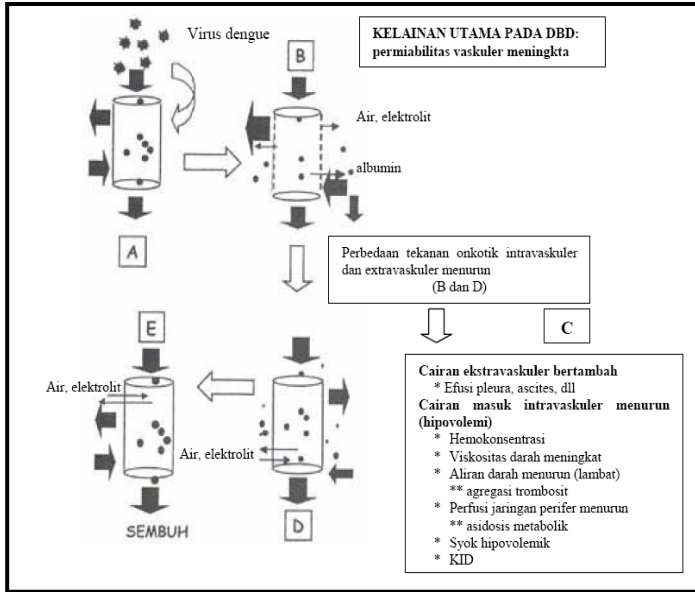 Virus dengue
KELAINAN UTAMA PADA DBD:
permiabilitas vaskuler meningkta
B
Air, elektrolit
albumin
A
Perbedaan tekanan onkotik intravaskuler
dan extravaskuler menurun
(B dan D)
E
C
Air, elektrolit
Air, elektrolit
SEMBUH
D
Cairan ekstravaskuler bertambah
* Efusi pleura, ascites, dll
Cairan masuk intravaskuler menurun
(hipovolemi)
* Hemokonsentrasi
* Viskositas darah meningkat
* Aliran darah menurun (lambat)
** agregasi trombosit
* Perfusi jaringan perifer menurun
** asidosis metabolik
* Syok hipovolemik
* KID